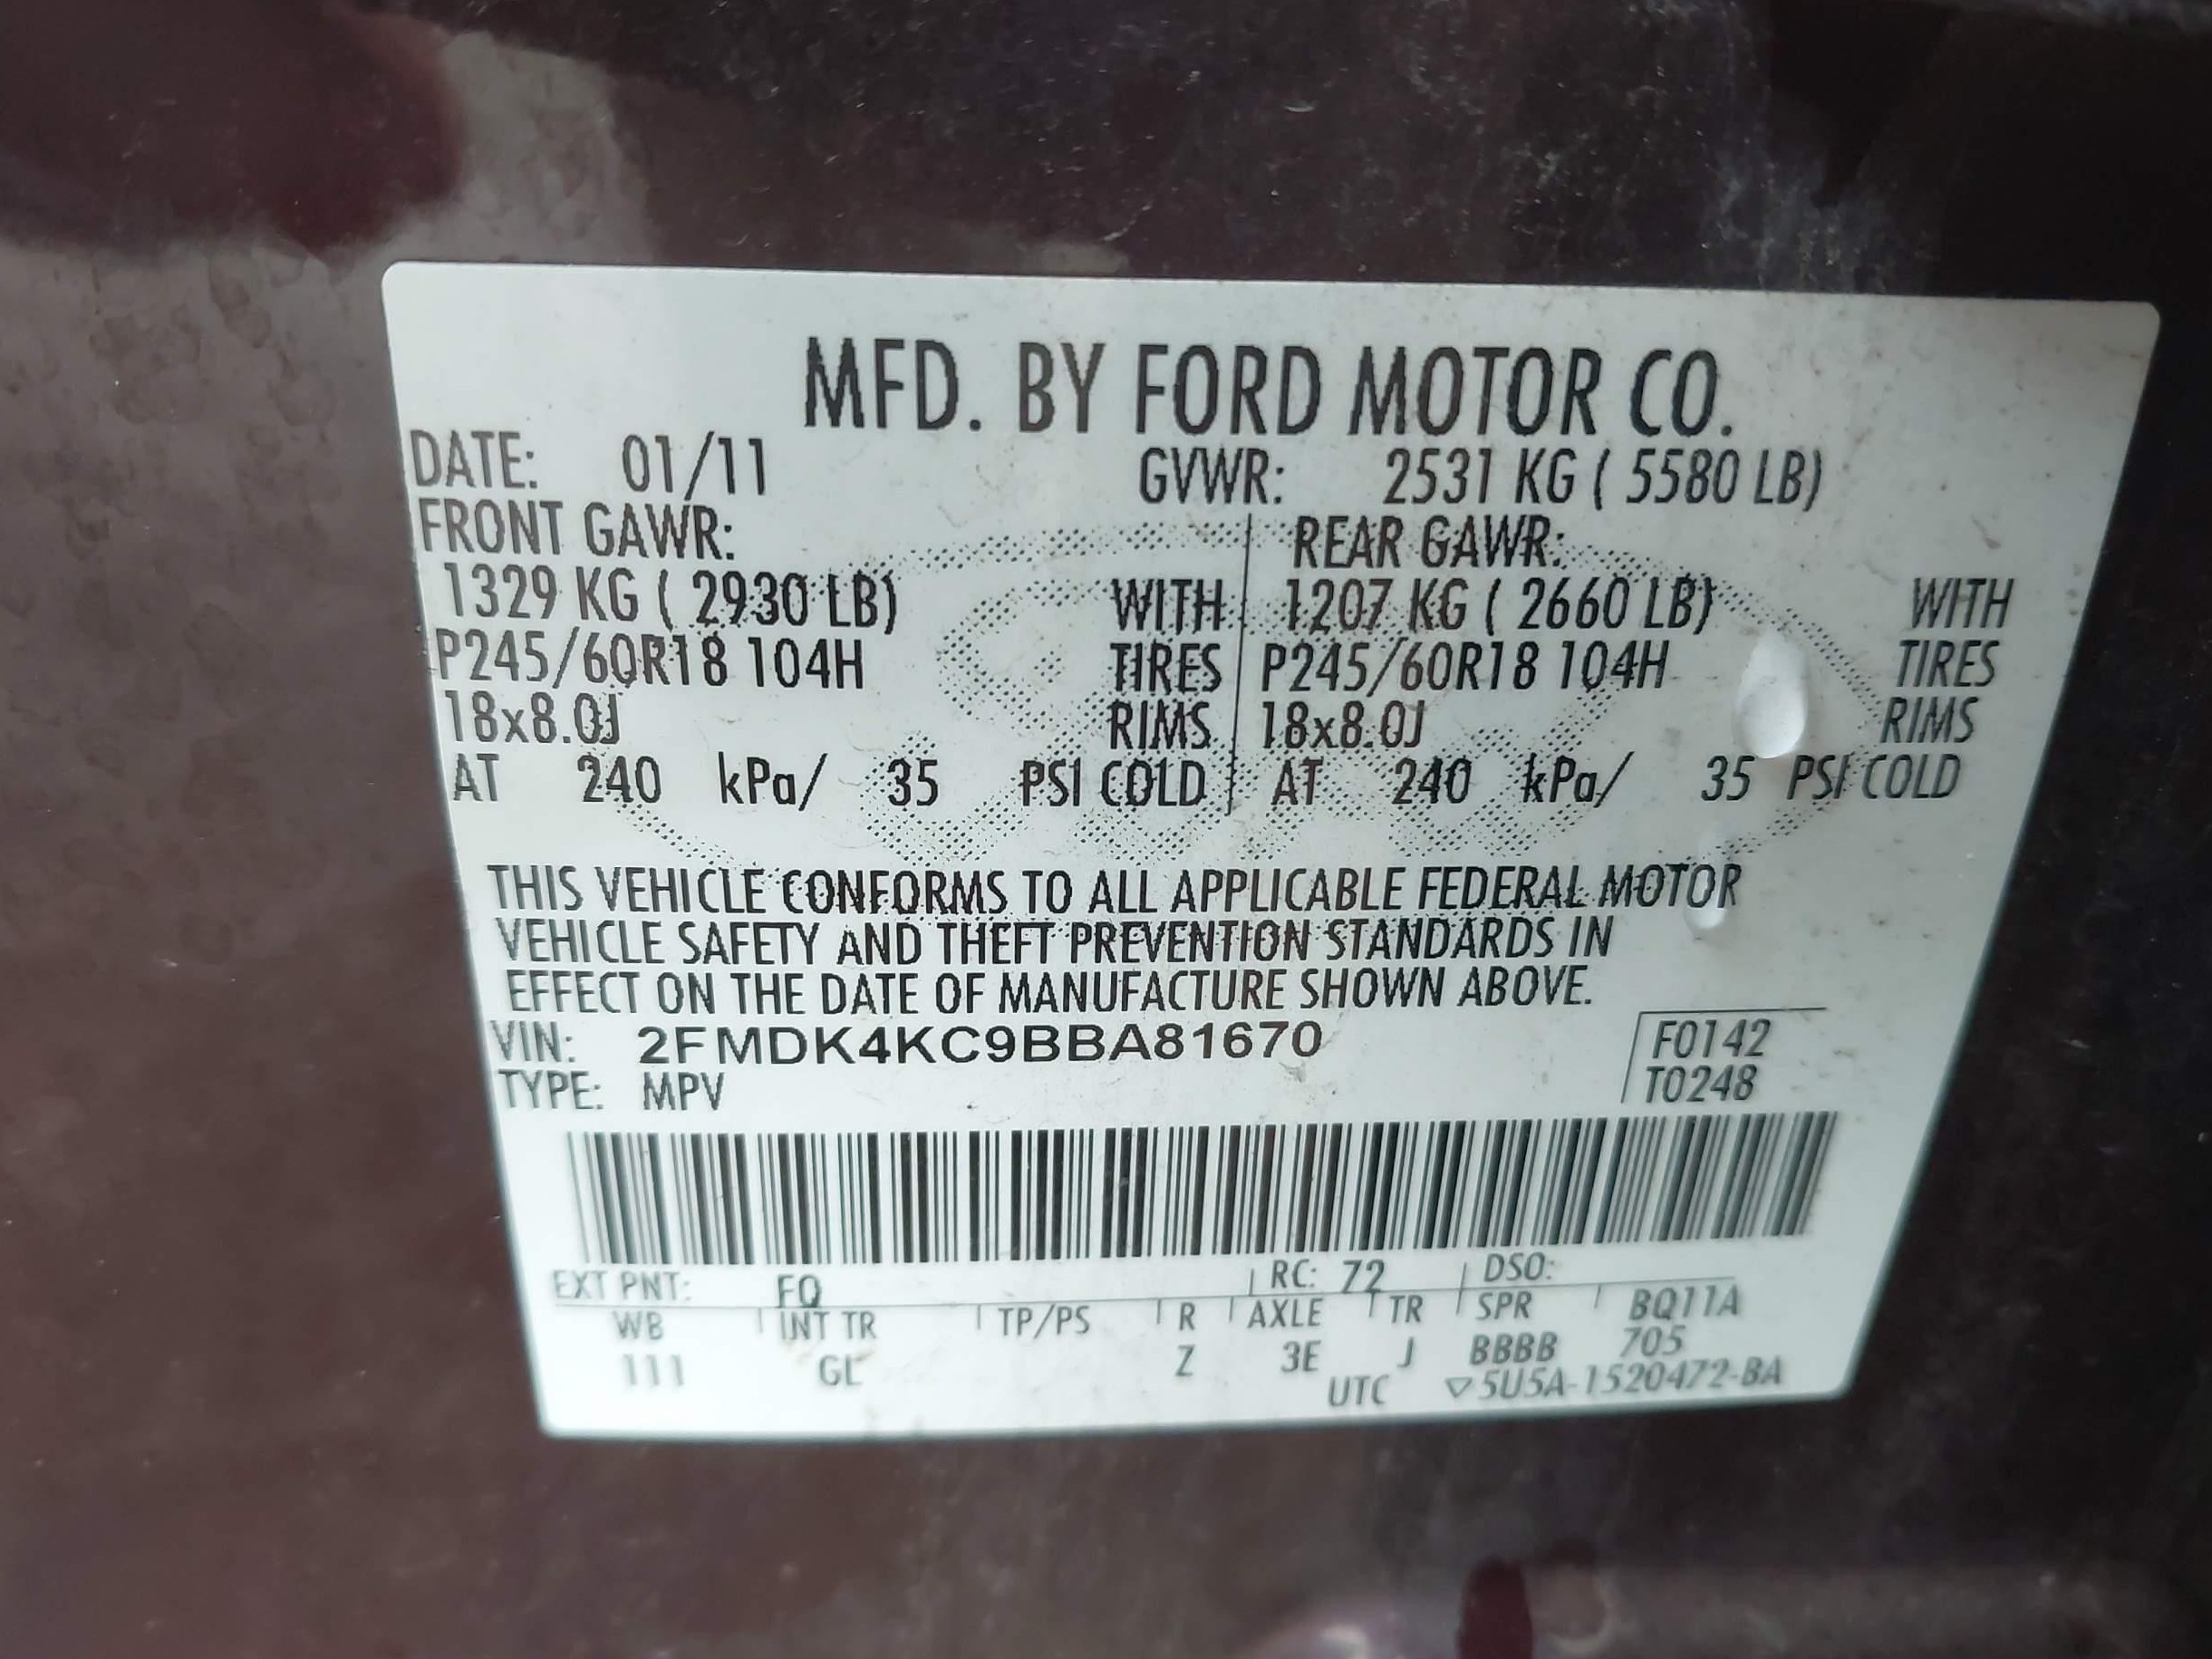 MFD. BY FORD MOTOR CO.
DATE: 01/11 GVWR: 2531 KG ( 5580 LB)
FRONT GAWR: REAR GAWR:
1329 KG ( 2930 LB) WITH 1207 KG ( 2660 LB) WITH
P245/60R18 104H TIRES P245/60R18 104H TIRES
18x8.0J RIMS 18x8.0J RIMS
AT 240 kPa/ 35 PSI COLD AT 240 kPa/ 35 PSI COLD
THIS VEHICLE CONFORMS TO ALL APPLICABLE FEDERAL MOTOR
VEHICLE SAFETY AND THEFT PREVENTION STANDARDS IN
EFFECT ON THE DATE OF MANUFACTURE SHOWN ABOVE.
VIN: 2FMDK4KC9BBA81670 F0142
TYPE: MPV T0248
EXT PNT: FQ RC: 72 DSO:
WB INT TR TP/PS R AXLE TR SPR BQ11A
111 GL Z 3E J BBBB 705
UTC ▽5U5A-1520472-BA